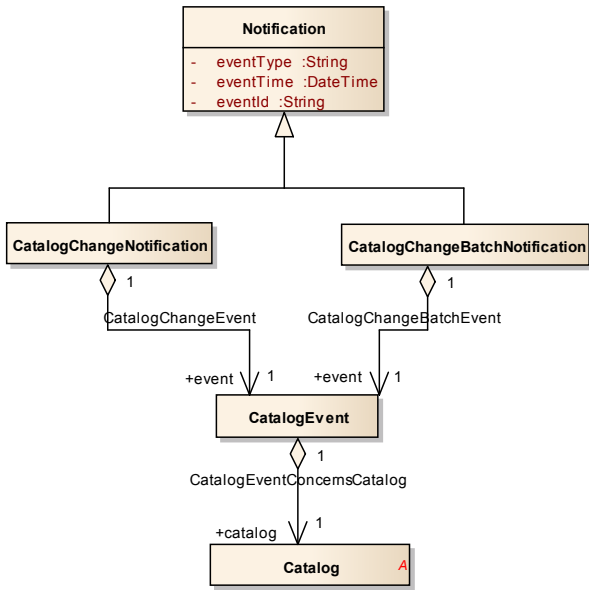 Notification
- eventType :String
- eventTime :DateTime
- eventId :String
CatalogChangeNotification
CatalogChangeBatchNotification
1
1
CatalogChangeEvent
CatalogChangeBatchEvent
+event
1
+event
1
CatalogEvent
1
CatalogEventConcernsCatalog
1
+catalog
Catalog
A